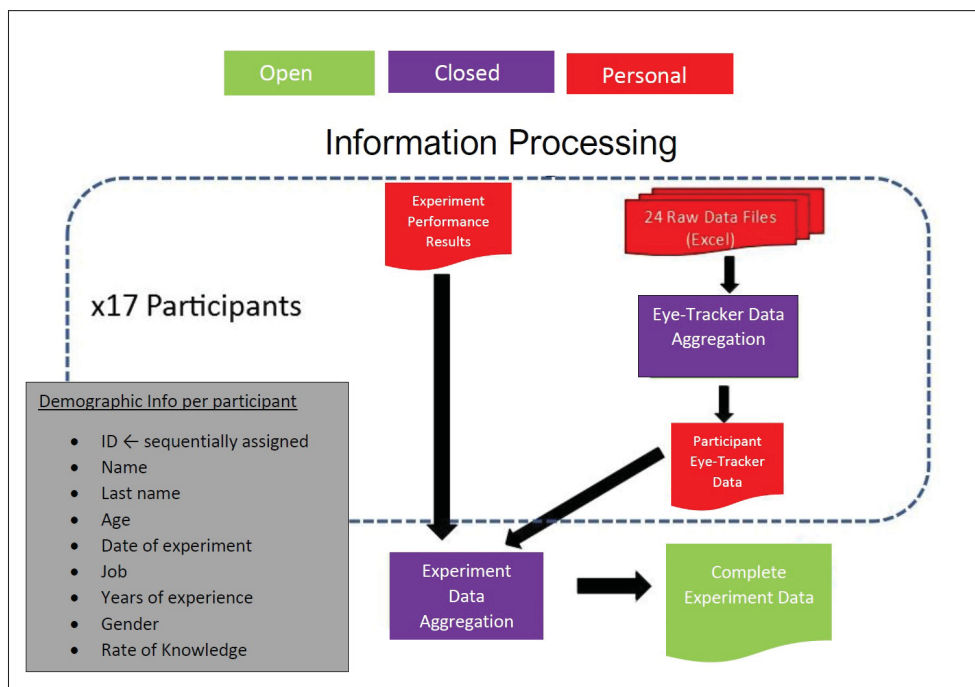 Open
Closed
Personal
Information Processing
Experiment
Performance
Results
24 Raw Data Files
(Excel)
x17 Participants
Eye-Tracker Data
Aggregation
Demographic Info per participant
• ID ← sequentially assigned
• Name
• Last name
• Age
• Date of experiment
• Job
• Years of experience
• Gender
• Rate of Knowledge
Participant
Eye-Tracker
Data
Experiment
Data
Aggregation
Complete
Experiment Data